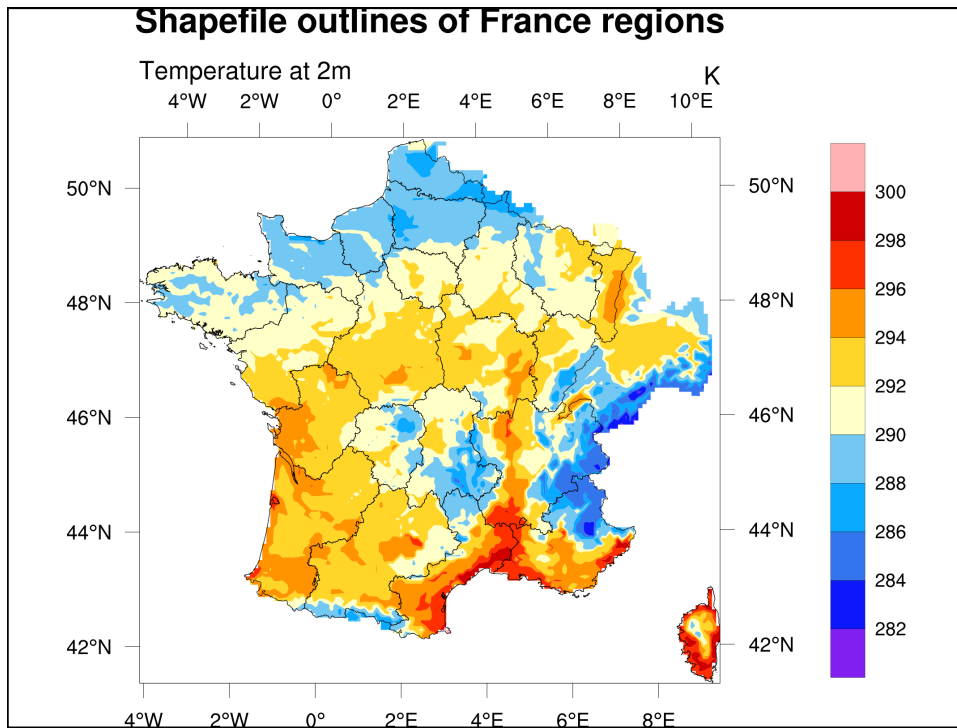 Shapefile outlines of France regions
Temperature at 2m K
4°W 2°W 0° 2°E 4°E 6°E 8°E 10°E
50°N 50°N
300
298
48°N 48°N
296
294
292
46°N 46°N
290
288
44°N 44°N
286
284
42°N 42°N
282
4°W 2°W 0° 2°E 4°E 6°E 8°E